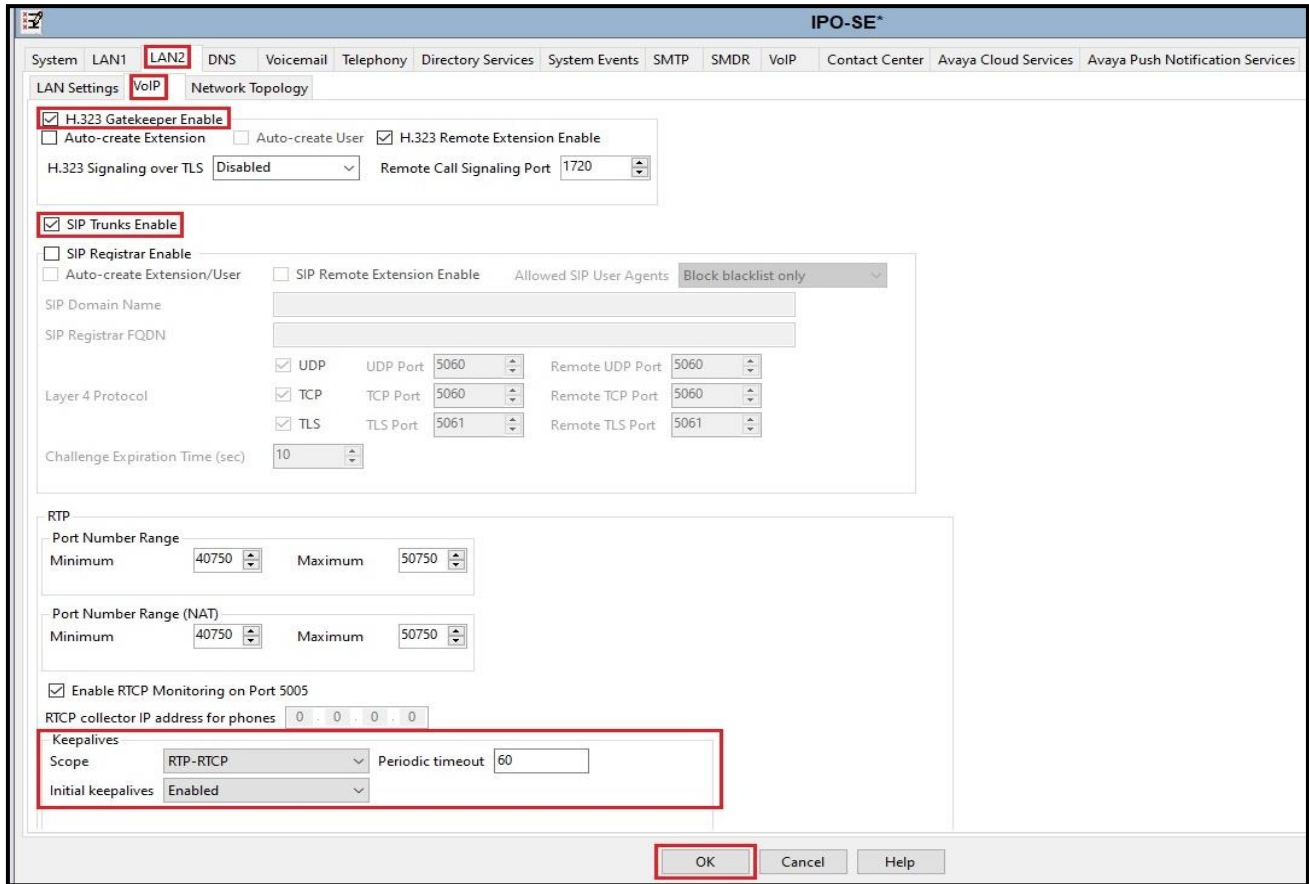 IPO-SE*
System LAN1 LAN2 DNS Voicemail Telephony Directory Services System Events SMTP SMDR VoIP Contact Center Avaya Cloud Services Avaya Push Notification Services
LAN Settings VoIP Network Topology
H.323 Gatekeeper Enable
Auto-create Extension Auto-create User H.323 Remote Extension Enable
H.323 Signaling over TLS Disabled Remote Call Signaling Port 1720
SIP Trunks Enable
SIP Registrar Enable
Auto-create Extension/User SIP Remote Extension Enable Allowed SIP User Agents Block blacklist only
SIP Domain Name
SIP Registrar FQDN
UDP UDP Port 5060 Remote UDP Port 5060
Layer 4 Protocol TCP TCP Port 5060 Remote TCP Port 5060
TLS TLS Port 5061 Remote TLS Port 5061
Challenge Expiration Time (sec) 10
RTP
Port Number Range
Minimum 40750 Maximum 50750
Port Number Range (NAT)
Minimum 40750 Maximum 50750
Enable RTCP Monitoring on Port 5005
RTCP collector IP address for phones 0 . 0 . 0 . 0
Keepalives
Scope RTP-RTCP Periodic timeout 60
Initial keepalives Enabled
OK Cancel Help